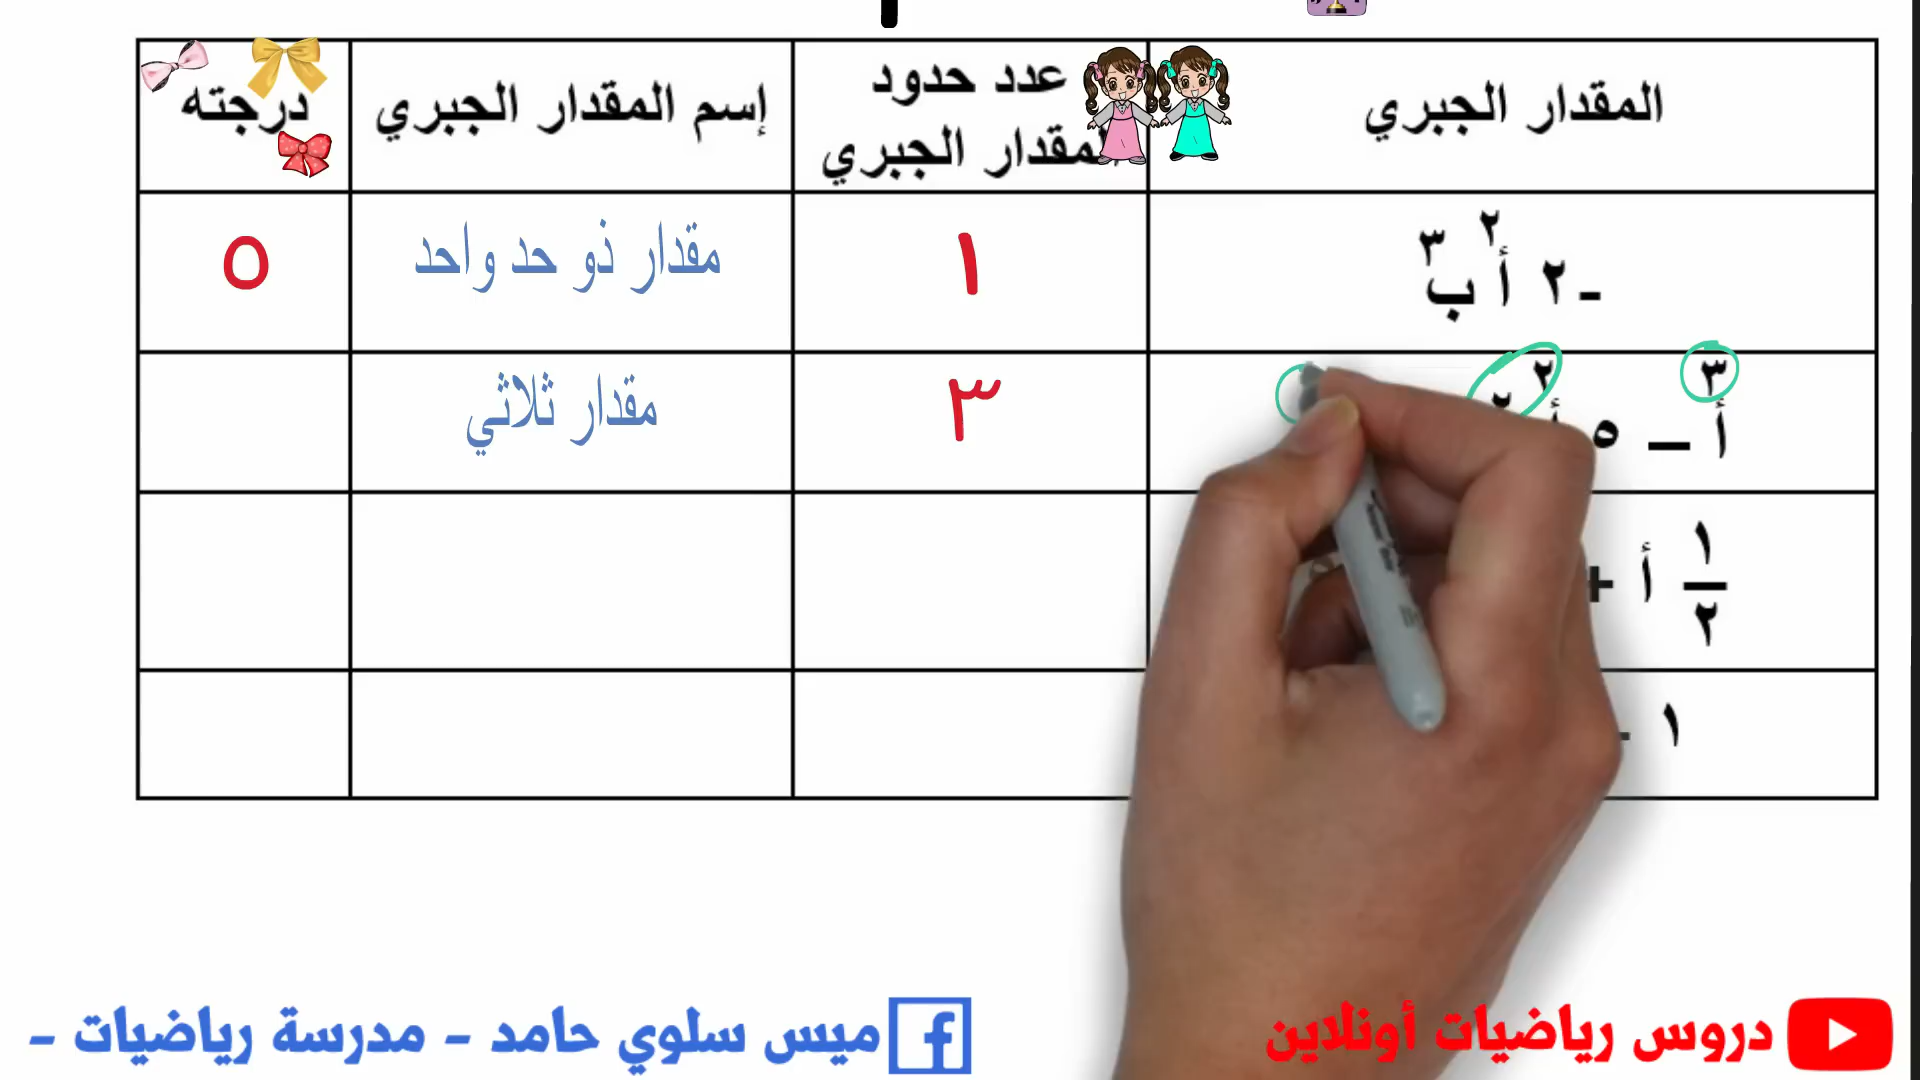 المقدار الجبري
عدد حدود
المقدار الجبري
إسم المقدار الجبري
درجته
-٢ أ٢ ب٣
١
مقدار ذو حد واحد
٥
أ٣ – ٥ أ٢
٣
مقدار ثلاثي
١/٢ أ +
١ -
دروس رياضيات أونلاين
ميس سلوي حامد - مدرسة رياضيات -